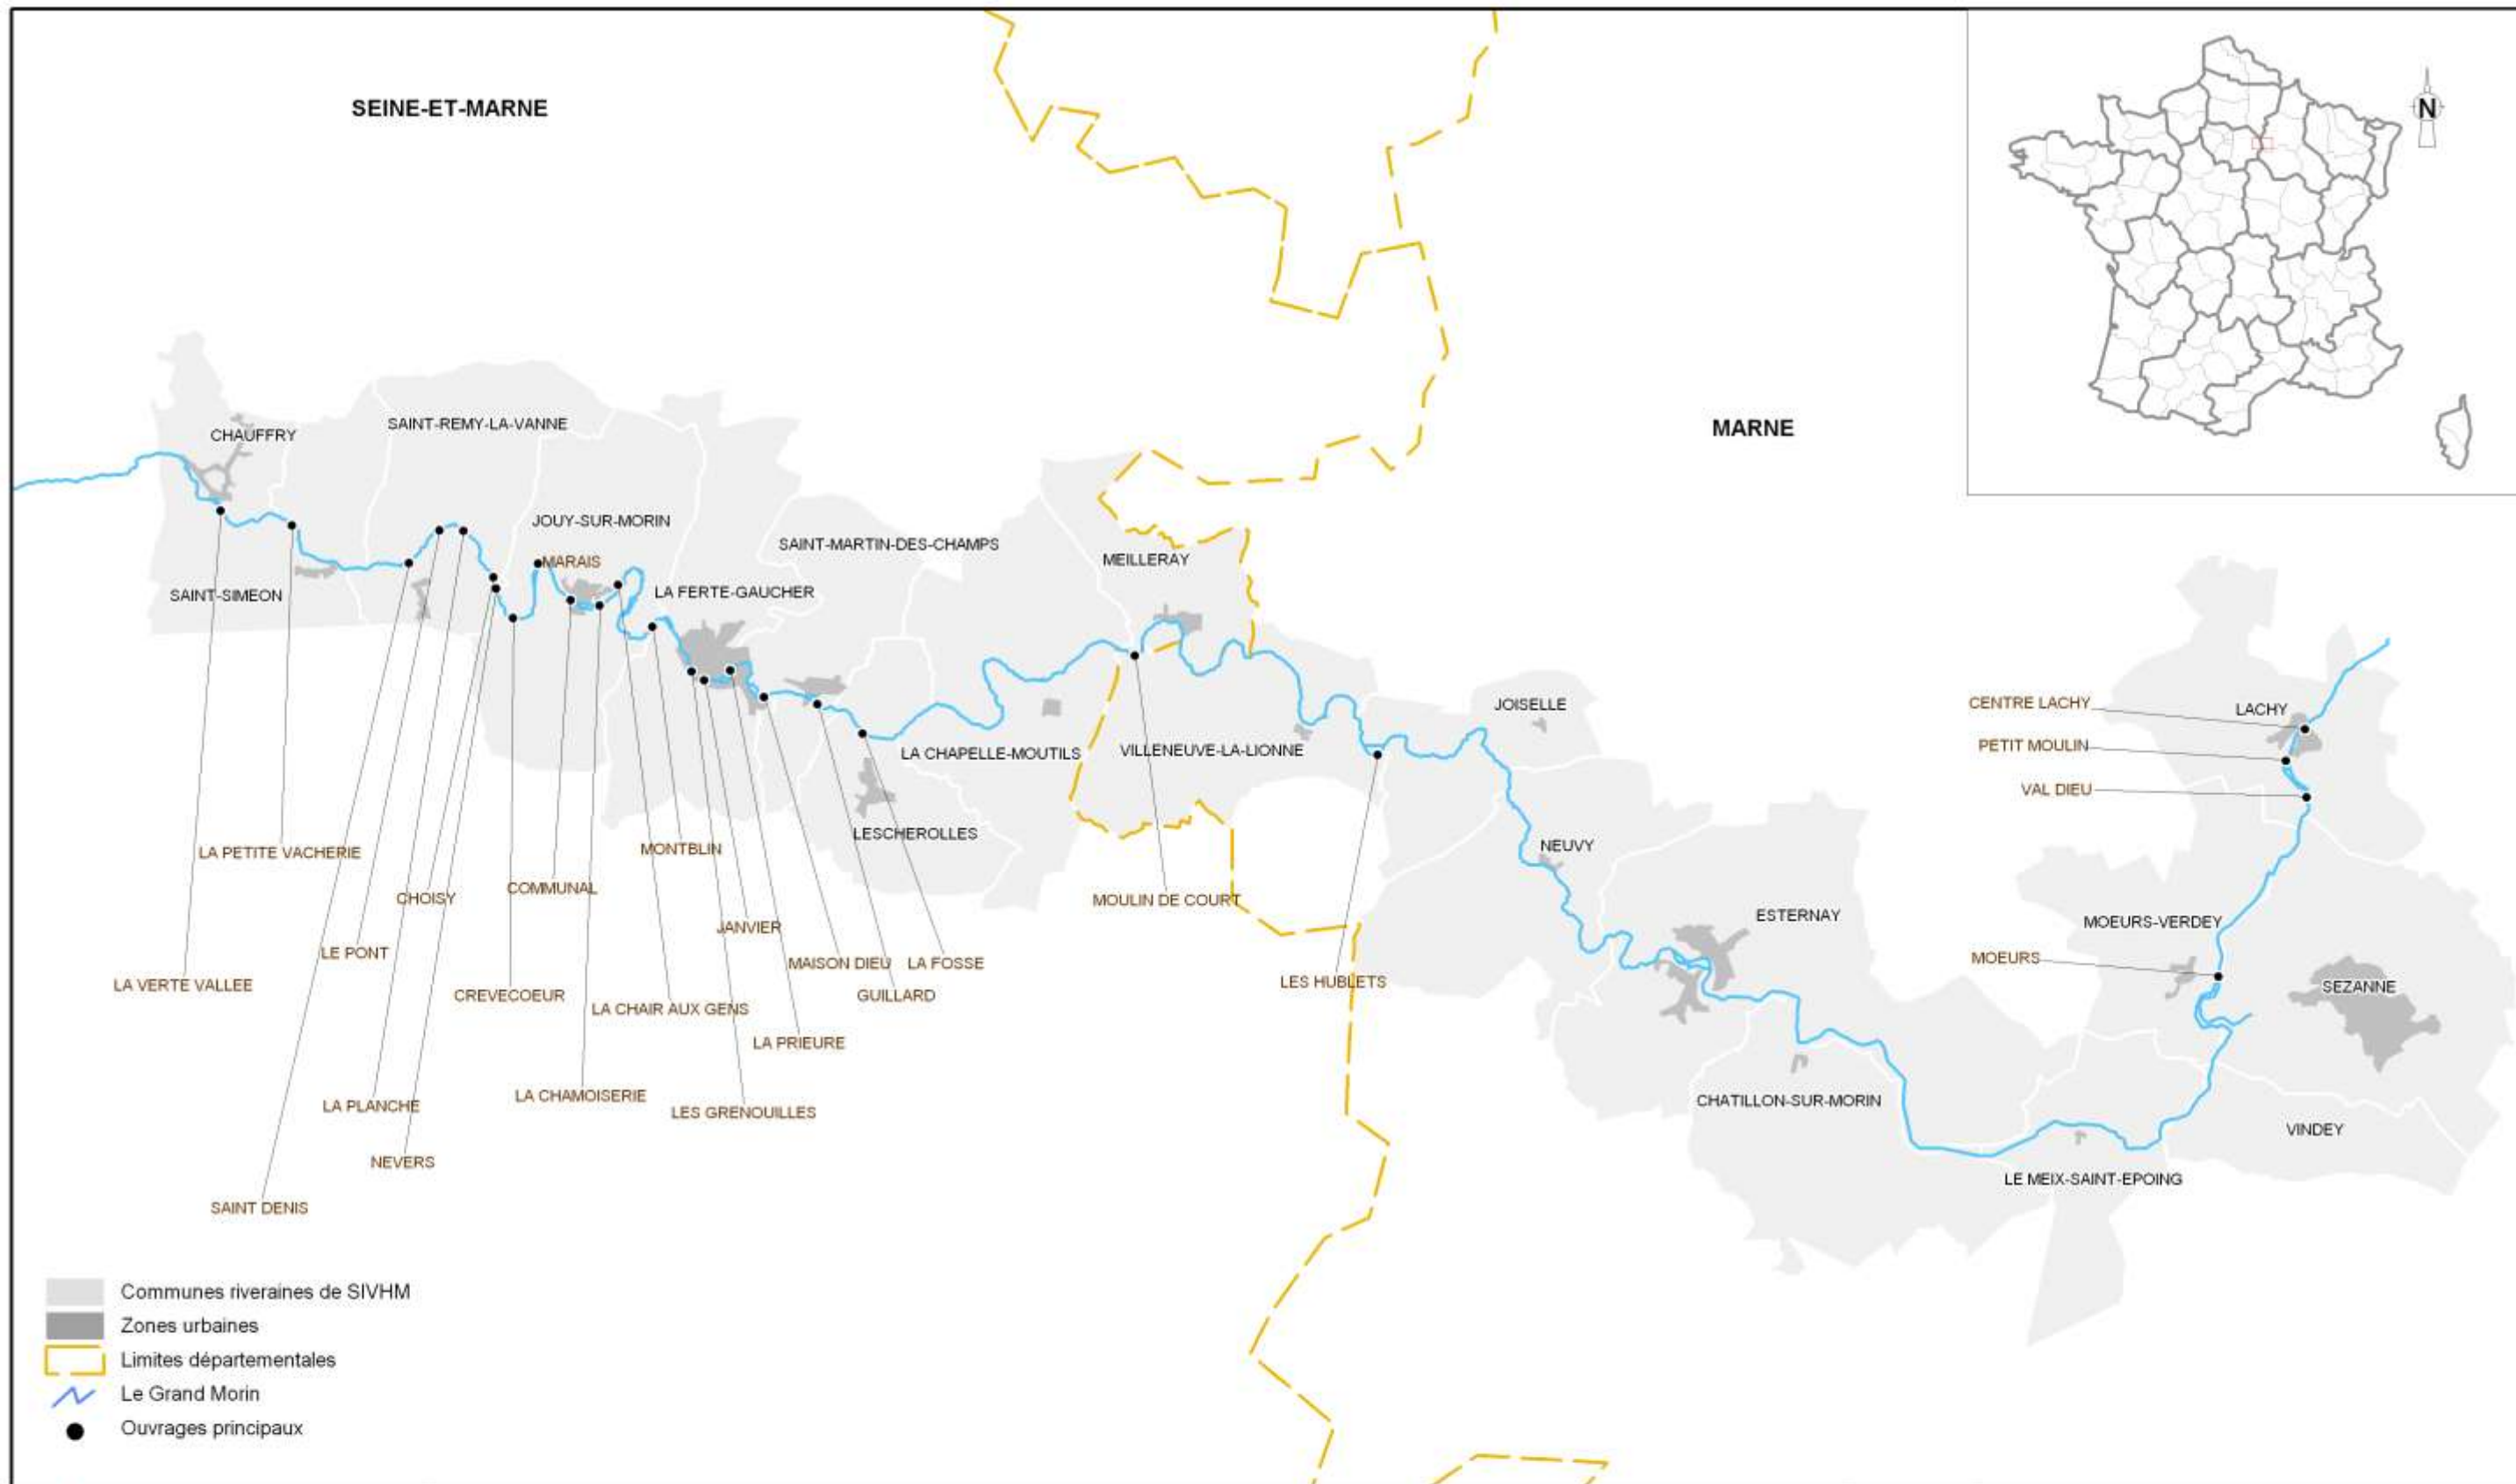 SEINE-ET-MARNE
N
MARNE
CHAUFFRY
SAINT-REMY-LA-VANNE
JOUY-SUR-MORIN
SAINT-MARTIN-DES-CHAMPS
MEILLERAY
MARAIS
SAINT-SIMEON
LA FERTE-GAUCHER
JOISELLE
CENTRE LACHY
LACHY
PETIT MOULIN
VAL DIEU
LA CHAPELLE-MOUTILS
VILLENEUVE-LA-LIONNE
LESCHEROLLES
NEUVY
LA PETITE VACHERIE
MONTBLIN
COMMUNAL
CHOISY
MOULIN DE COURT
ESTERNAY
MOEURS-VERDEY
JANVIER
LE PONT
MAISON DIEU
LA FOSSE
MOEURS
LA VERTE VALLEE
CREVECOEUR
GUILLARD
LES HUBLETS
SEZANNE
LA CHAIR AUX GENS
LA PRIEURE
LA PLANCHE
LA CHAMOISERIE
LES GRENOUILLES
CHATILLON-SUR-MORIN
VINDEY
NEVERS
LE MEIX-SAINT-EPOING
SAINT DENIS
Communes riveraines de SIVHM
Zones urbaines
Limites départementales
Le Grand Morin
Ouvrages principaux